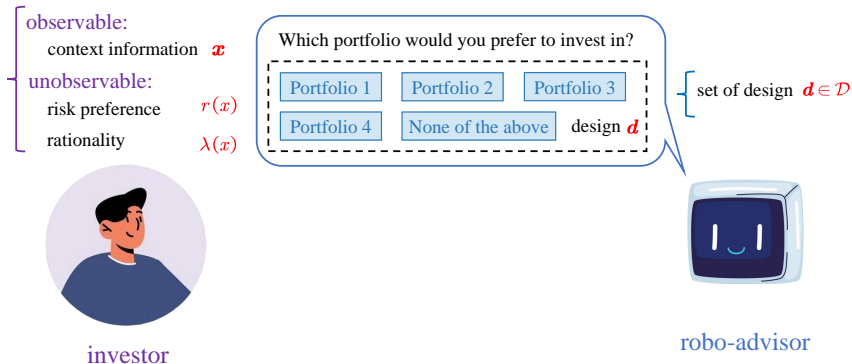 observable:
context information x
unobservable:
risk preference r(x)
rationality λ(x)
Which portfolio would you prefer to invest in?
Portfolio 1 Portfolio 2 Portfolio 3
Portfolio 4 None of the above design d
set of design d ∈ 𝒟
investor
robo-advisor